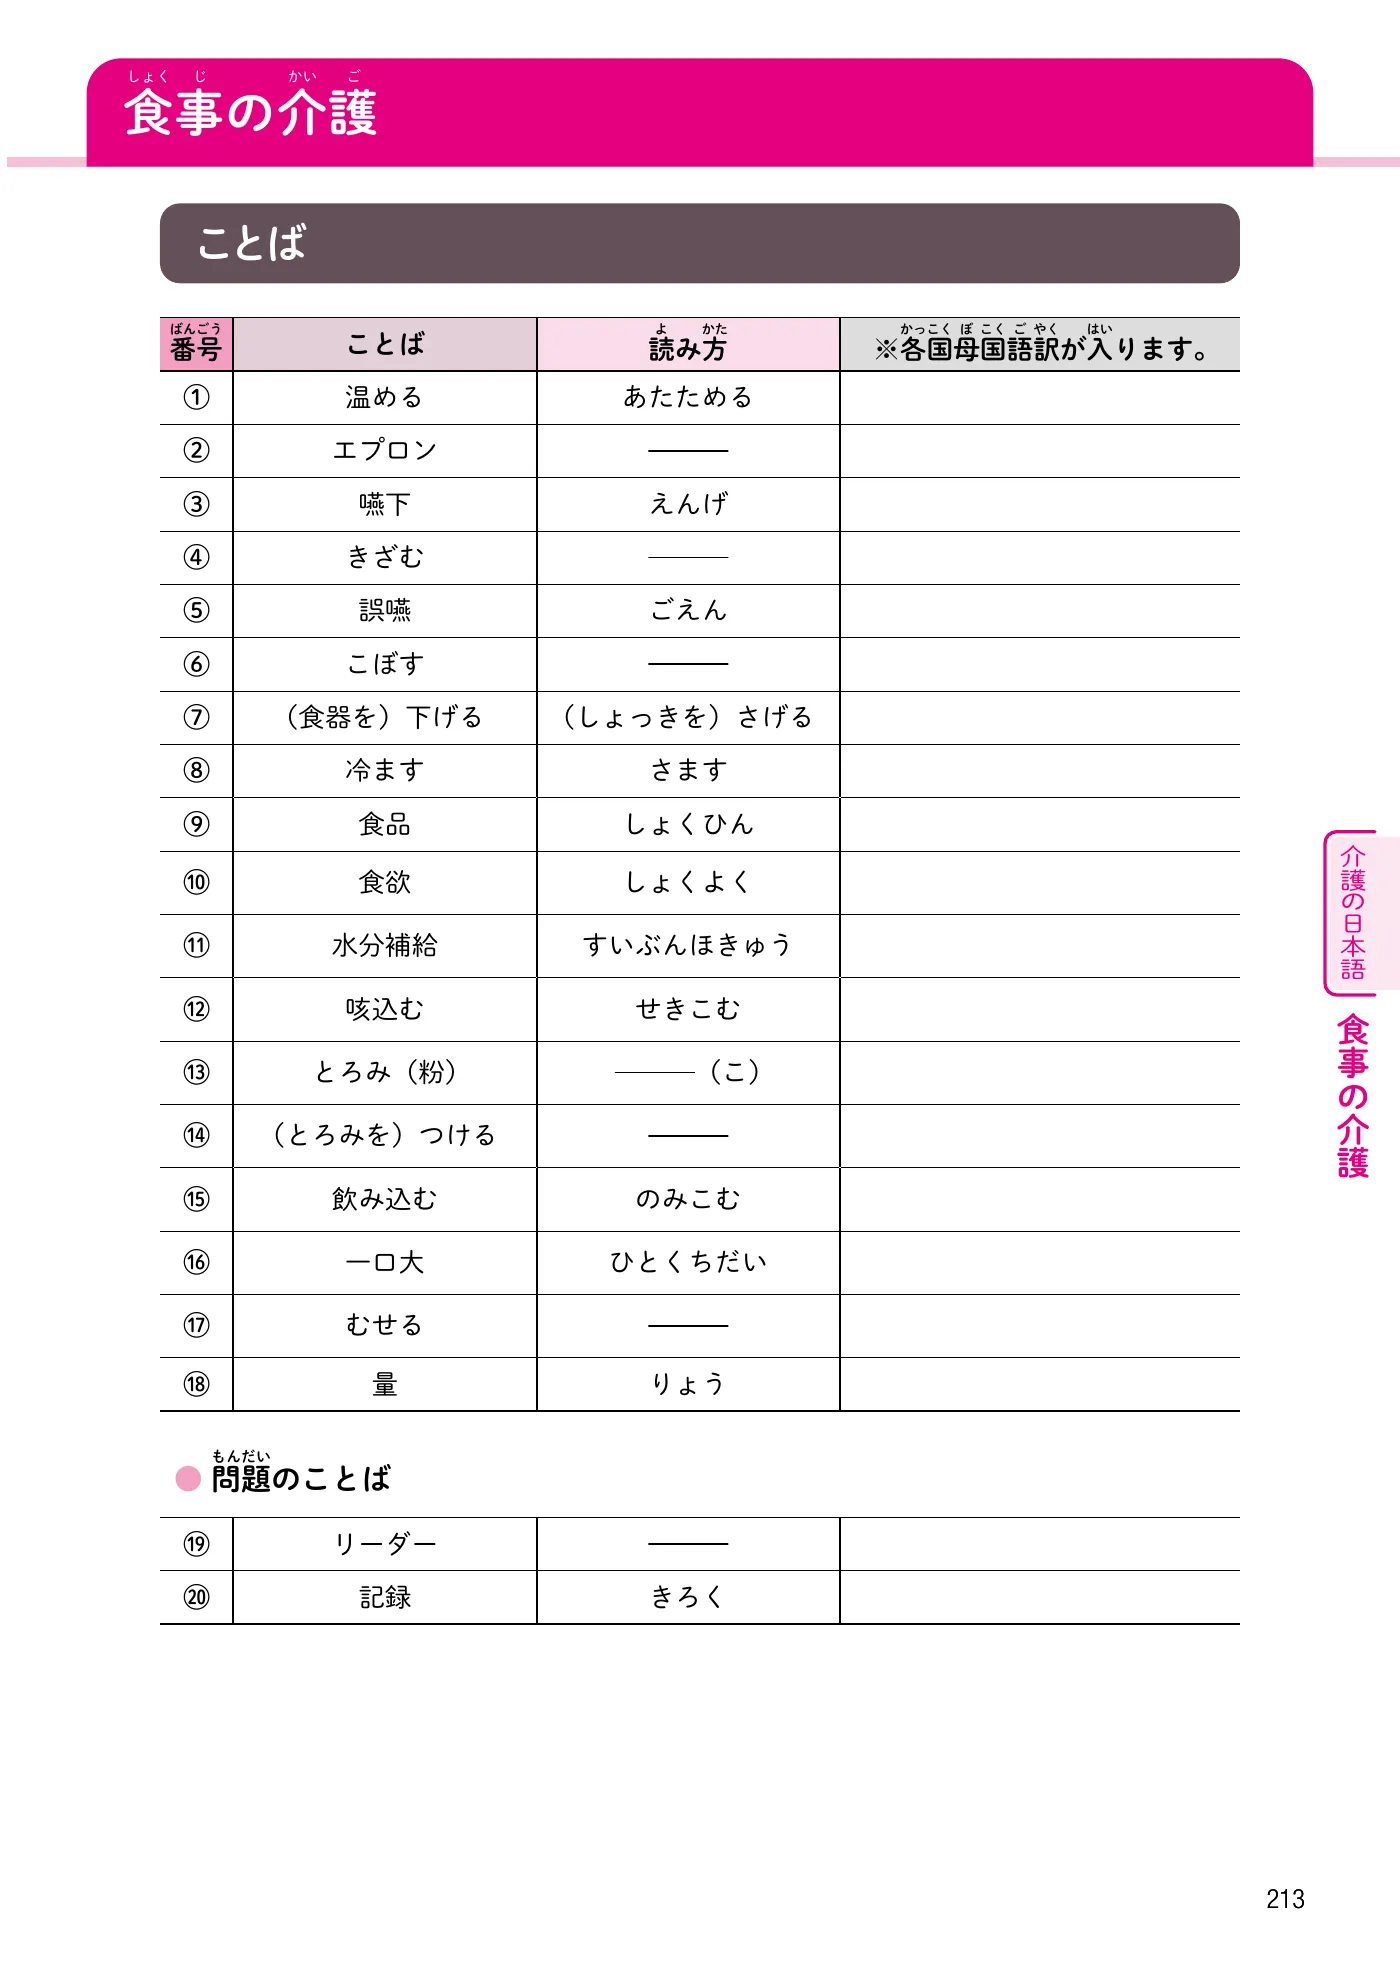 しょくじ かいご
食事の介護
ことば
ばんごう よ かた かっこく ぼ こく ご やく はい
番号 ことば 読み方 ※各国母国語訳が入ります。
① 温める あたためる
② エプロン ———
③ 嚥下 えんげ
④ きざむ ———
⑤ 誤嚥 ごえん
⑥ こぼす ———
⑦ （食器を）下げる （しょっきを）さげる
⑧ 冷ます さます
⑨ 食品 しょくひん
⑩ 食欲 しょくよく
⑪ 水分補給 すいぶんほきゅう
⑫ 咳込む せきこむ
⑬ とろみ（粉） ———（こ）
⑭ （とろみを）つける ———
⑮ 飲み込む のみこむ
⑯ 一口大 ひとくちだい
⑰ むせる ———
⑱ 量 りょう
もんだい
●問題のことば
⑲ リーダー ———
⑳ 記録 きろく
介護の日本語
食事の介護
213